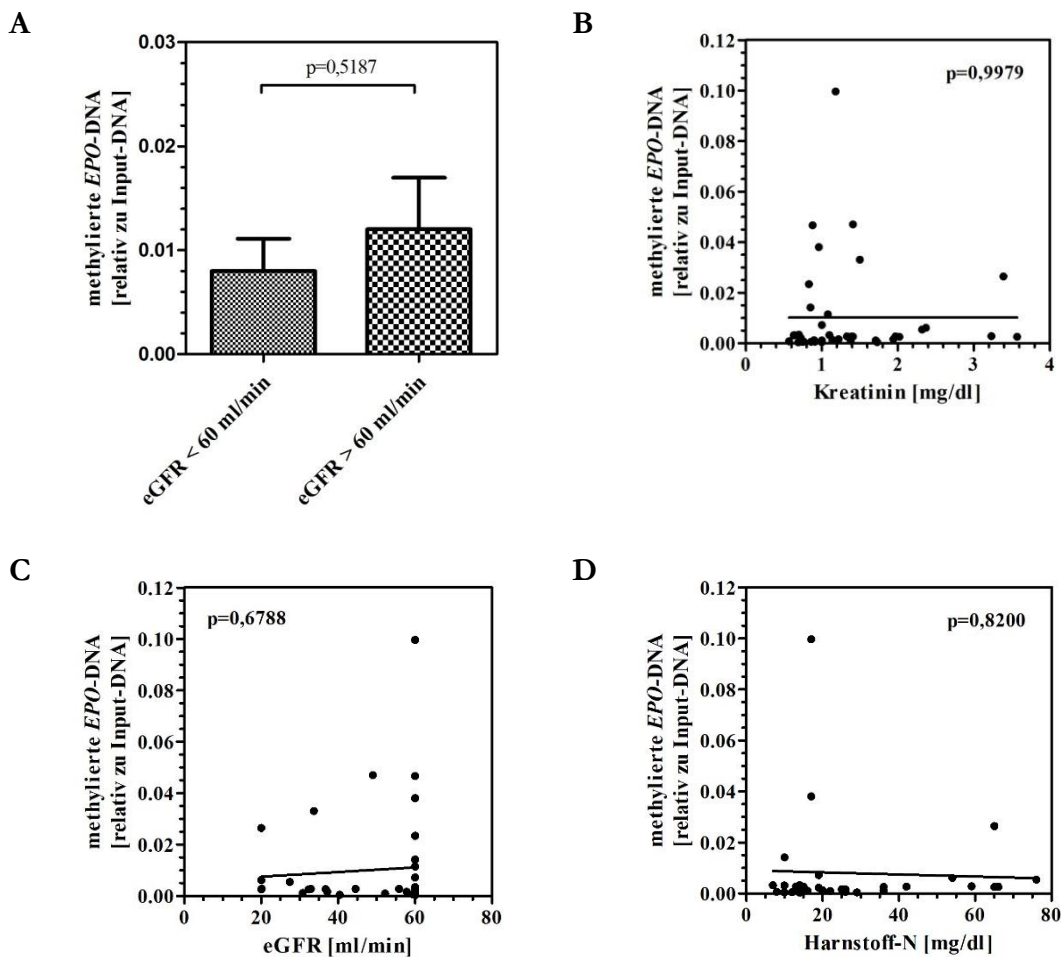 A
methylierte EPO-DNA
[relativ zu Input-DNA]
0.03
0.02
0.01
0.00
p=0,5187
eGFR < 60 ml/min
eGFR > 60 ml/min
B
methylierte EPO-DNA
[relativ zu Input-DNA]
0.12
0.10
0.08
0.06
0.04
0.02
0.00
p=0,9979
0
1
2
3
4
Kreatinin [mg/dl]
C
methylierte EPO-DNA
[relativ zu Input-DNA]
0.12
0.10
0.08
0.06
0.04
0.02
0.00
p=0,6788
0
20
40
60
80
eGFR [ml/min]
D
methylierte EPO-DNA
[relativ zu Input-DNA]
0.12
0.10
0.08
0.06
0.04
0.02
0.00
p=0,8200
0
20
40
60
80
Harnstoff-N [mg/dl]